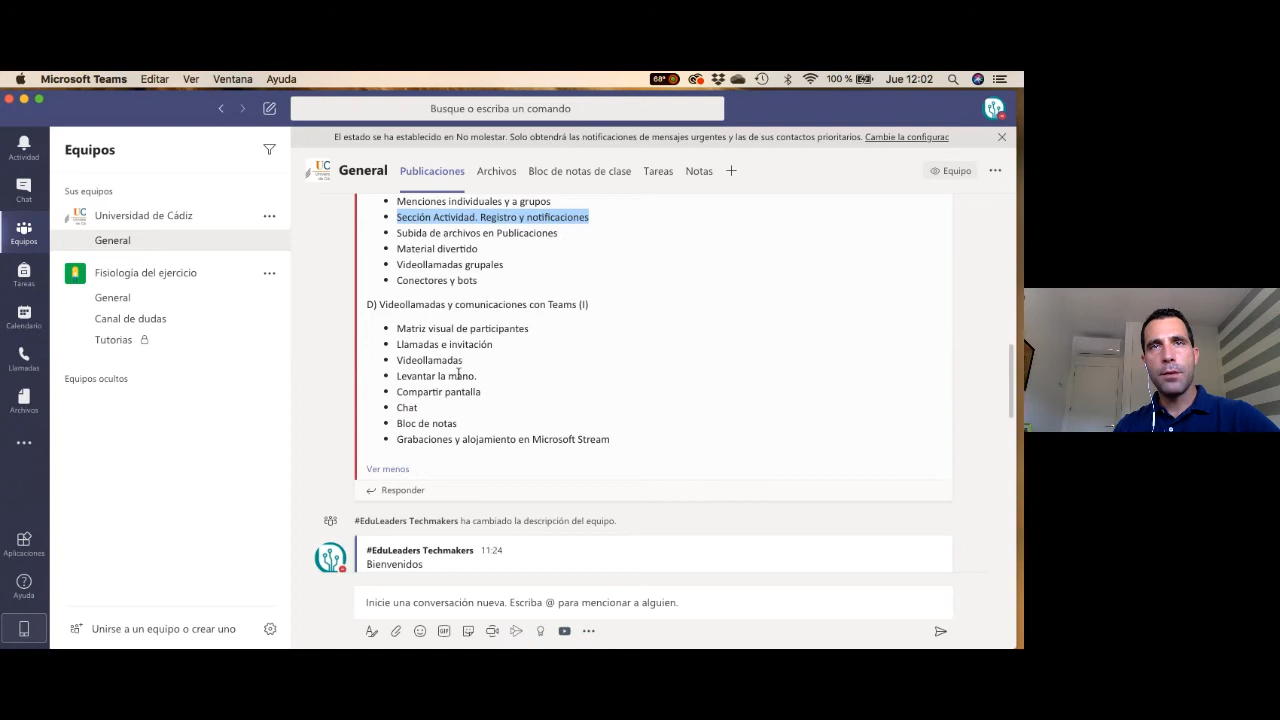 Microsoft Teams Editar Ver Ventana Ayuda 68° 100 % Jue 12:02
Busque o escriba un comando
El estado se ha establecido en No molestar. Solo obtendrá las notificaciones de mensajes urgentes y las de sus contactos prioritarios. Cambie la configurac
Actividad
Chat
Equipos
Tareas
Calendario
Llamadas
Archivos
Aplicaciones
Ayuda
Equipos
Sus equipos
Universidad de Cádiz
General
Fisiología del ejercicio
General
Canal de dudas
Tutorias
Equipos ocultos
Unirse a un equipo o crear uno
UC
General Publicaciones Archivos Bloc de notas de clase Tareas Notas Equipo
Menciones individuales y a grupos
Sección Actividad. Registro y notificaciones
Subida de archivos en Publicaciones
Material divertido
Videollamadas grupales
Conectores y bots
D) Videollamadas y comunicaciones con Teams (I)
Matriz visual de participantes
Llamadas e invitación
Videollamadas
Levantar la mano.
Compartir pantalla
Chat
Bloc de notas
Grabaciones y alojamiento en Microsoft Stream
Ver menos
Responder
#EduLeaders Techmakers ha cambiado la descripción del equipo.
#EduLeaders Techmakers 11:24
Bienvenidos
Inicie una conversación nueva. Escriba @ para mencionar a alguien.
GIF